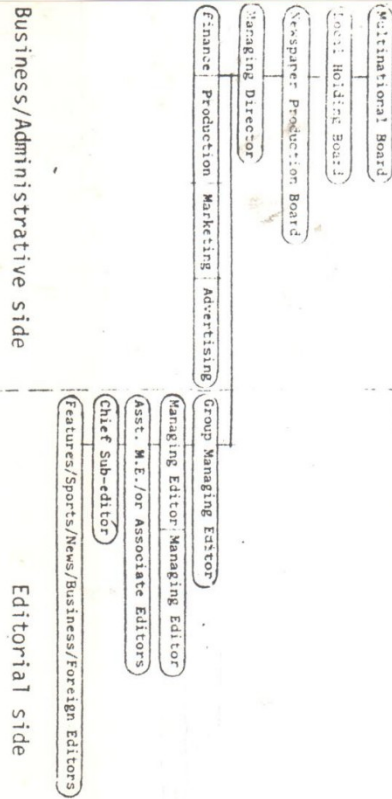 (Multinational Board)
(Local Holding Board)
(Newspaper Production Board)
(Managing Director)
(Finance| Production | Marketing | Advertising)
(Group Managing Editor)
(Managing Editor|Managing Editor)
(Asst. M.E./or Associate Editors)
(Chief Sub-editor)
(Features/Sports/News/Business/Foreign Editors)
Business/Administrative side
Editorial side